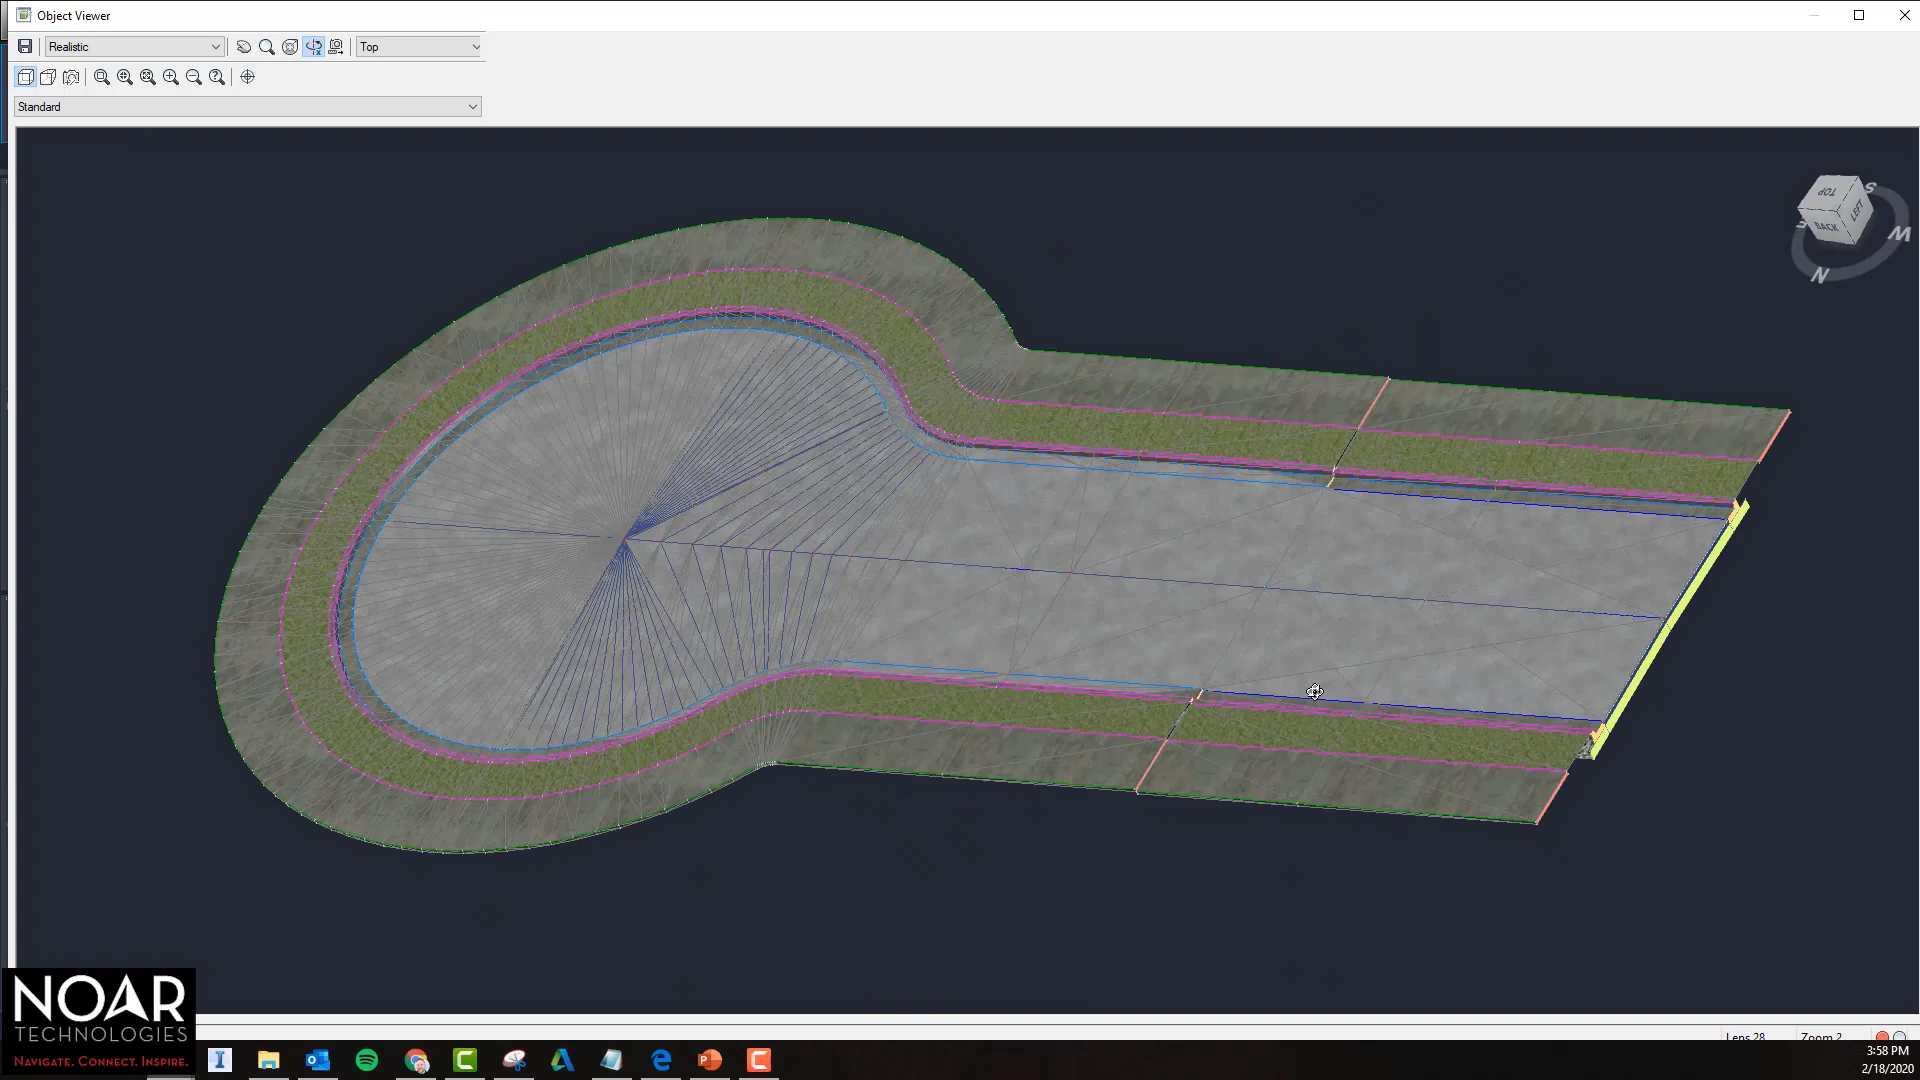 Object Viewer
Realistic
Top
Standard
TOP
LEFT
BACK
S
W
N
NOAR
TECHNOLOGIES
NAVIGATE. CONNECT. INSPIRE.
Lens 28
Zoom 2
3:58 PM
2/18/2020